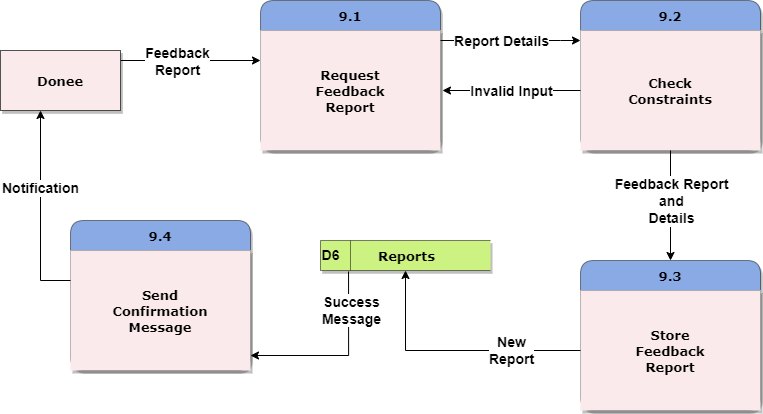 Donee
Feedback
Report
9.1
Request
Feedback
Report
Report Details
Invalid Input
9.2
Check
Constraints
Feedback Report
and
Details
9.3
Store
Feedback
Report
New
Report
D6 Reports
Success
Message
9.4
Send
Confirmation
Message
Notification